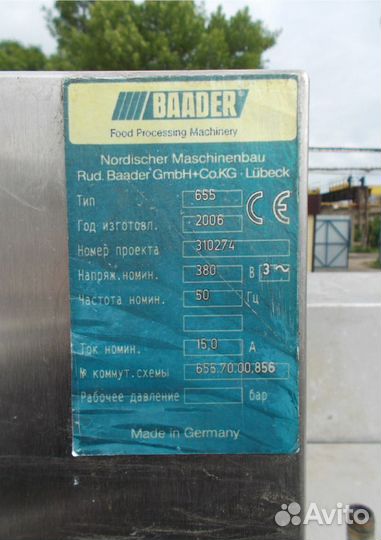 BAADER
Food Processing Machinery
Nordischer Maschinenbau
Rud. Baader GmbH+Co.KG · Lübeck
Тип 655 CE
Год изготовл. 2006
Номер проекта 310274
Напряж.номин. 380 В 3~
Частота номин. 50 Гц
Ток номин. 15,0 А
№ коммут.схемы 655.70.00.856
Рабочее давление бар
Made in Germany
Avito